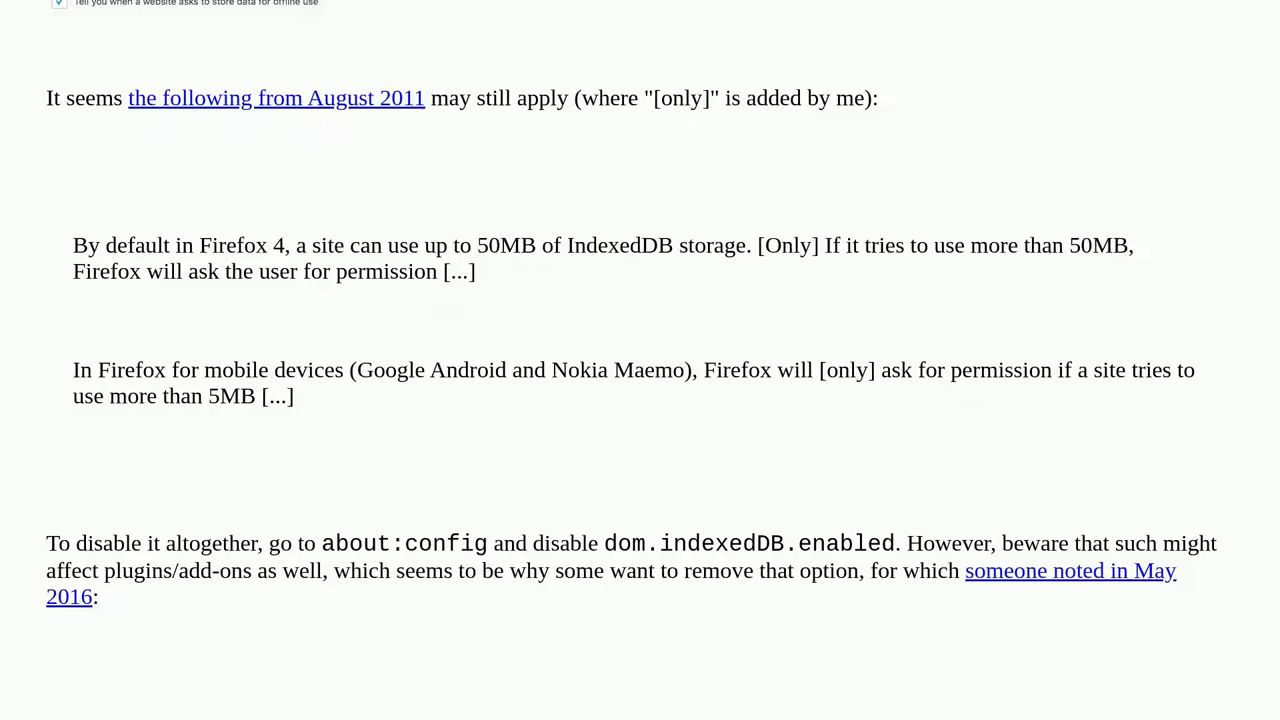 Tell you when a website asks to store data for offline use
It seems the following from August 2011 may still apply (where "[only]" is added by me):
By default in Firefox 4, a site can use up to 50MB of IndexedDB storage. [Only] If it tries to use more than 50MB,
Firefox will ask the user for permission [...]
In Firefox for mobile devices (Google Android and Nokia Maemo), Firefox will [only] ask for permission if a site tries to
use more than 5MB [...]
To disable it altogether, go to about:config and disable dom.indexedDB.enabled. However, beware that such might
affect plugins/add-ons as well, which seems to be why some want to remove that option, for which someone noted in May
2016: